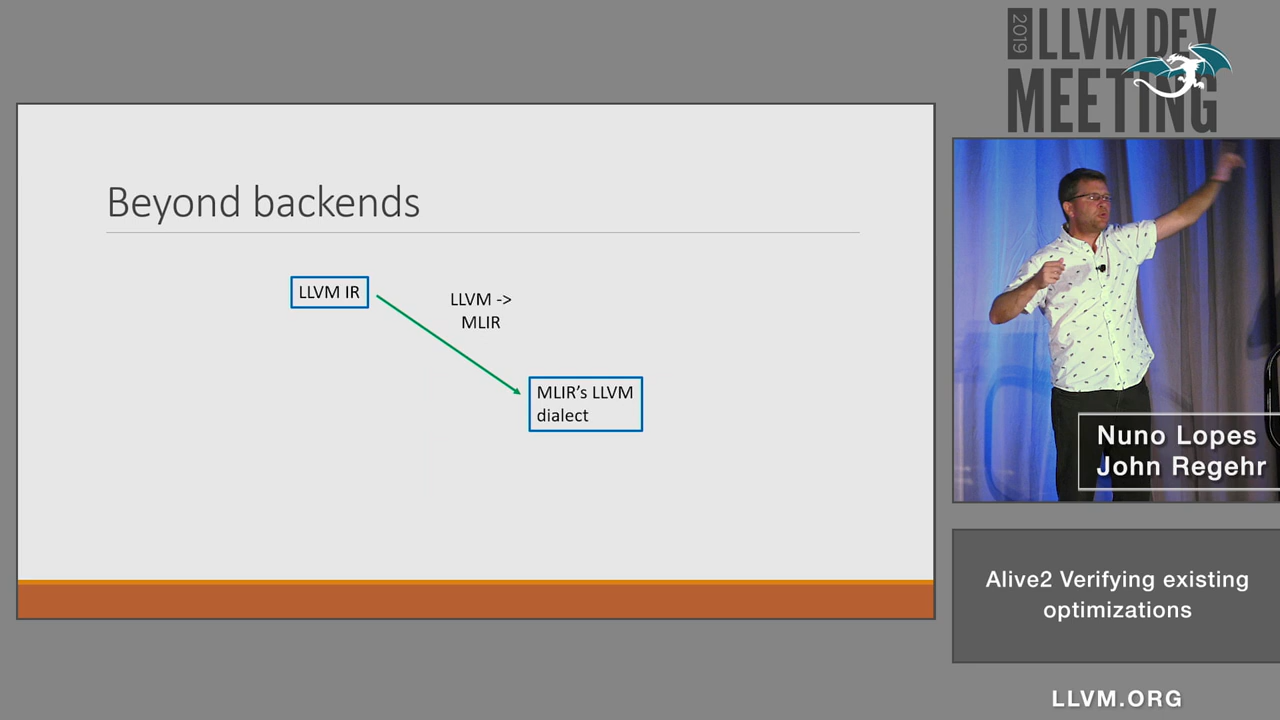 2019
LLVM DEV
MEETING
Beyond backends
LLVM IR
LLVM ->
MLIR
MLIR’s LLVM
dialect
Nuno Lopes
John Regehr
Alive2 Verifying existing
optimizations
LLVM.ORG